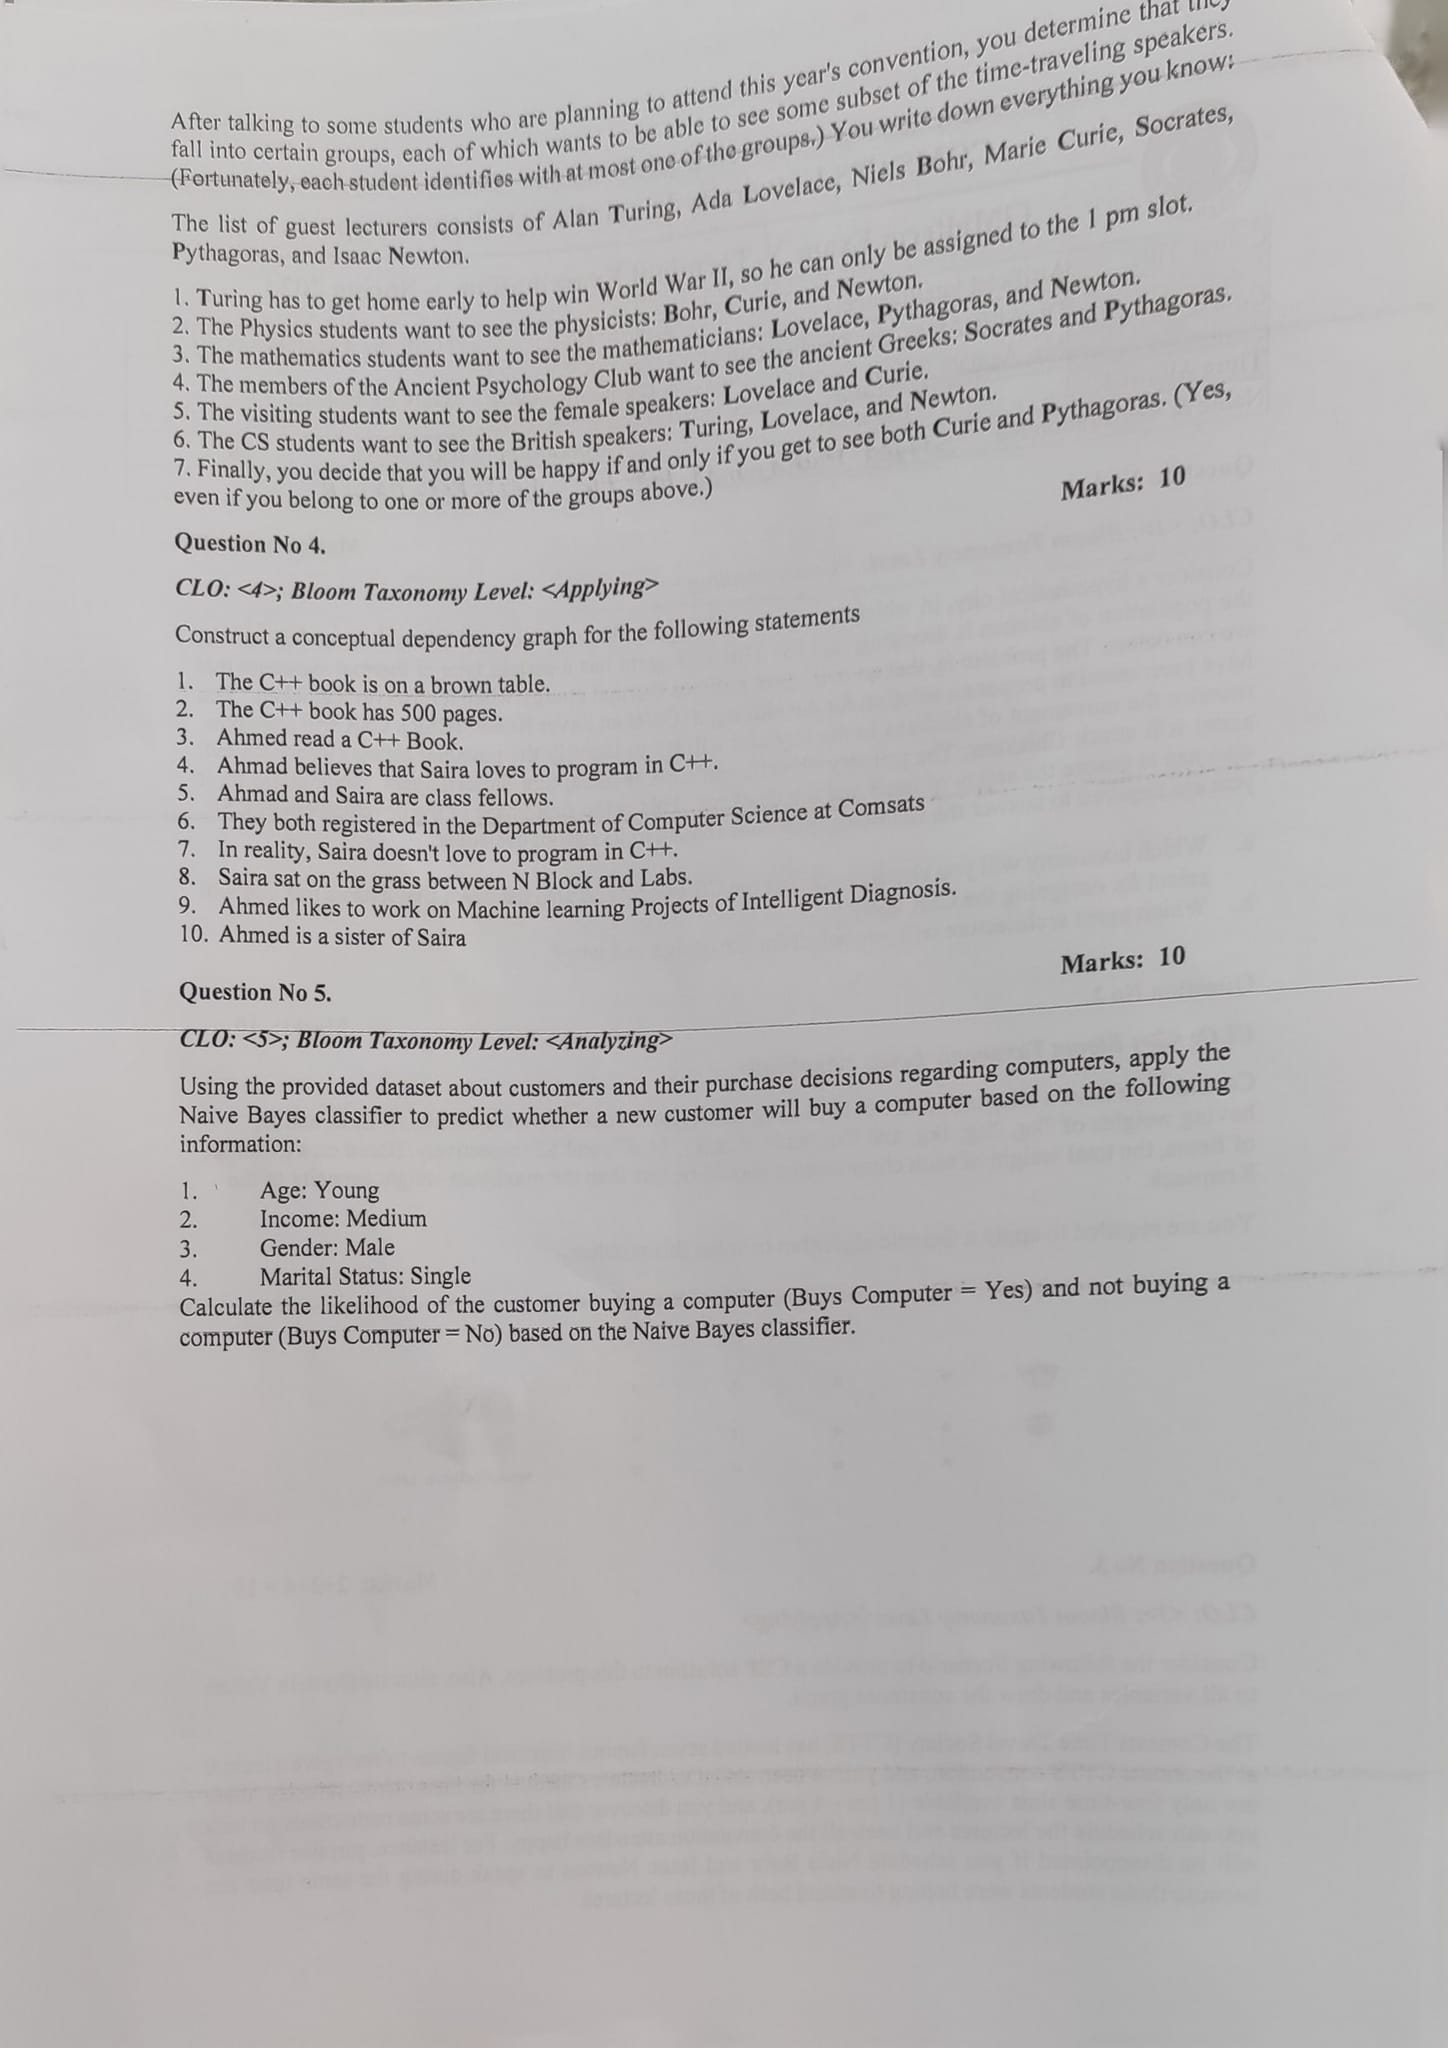 After talking to some students who are planning to attend this year's convention, you determine that they
fall into certain groups, each of which wants to be able to see some subset of the time-traveling speakers.
(Fortunately, each student identifies with at most one of the groups.) You write down everything you know:
The list of guest lecturers consists of Alan Turing, Ada Lovelace, Niels Bohr, Marie Curie, Socrates,
Pythagoras, and Isaac Newton.
1. Turing has to get home early to help win World War II, so he can only be assigned to the 1 pm slot.
2. The Physics students want to see the physicists: Bohr, Curie, and Newton.
3. The mathematics students want to see the mathematicians: Lovelace, Pythagoras, and Newton.
4. The members of the Ancient Psychology Club want to see the ancient Greeks: Socrates and Pythagoras.
5. The visiting students want to see the female speakers: Lovelace and Curie.
6. The CS students want to see the British speakers: Turing, Lovelace, and Newton.
7. Finally, you decide that you will be happy if and only if you get to see both Curie and Pythagoras. (Yes,
even if you belong to one or more of the groups above.)
Marks: 10
Question No 4.
CLO: <4>; Bloom Taxonomy Level: <Applying>
Construct a conceptual dependency graph for the following statements
1. The C++ book is on a brown table.
2. The C++ book has 500 pages.
3. Ahmed read a C++ Book.
4. Ahmad believes that Saira loves to program in C++.
5. Ahmad and Saira are class fellows.
6. They both registered in the Department of Computer Science at Comsats
7. In reality, Saira doesn't love to program in C++.
8. Saira sat on the grass between N Block and Labs.
9. Ahmed likes to work on Machine learning Projects of Intelligent Diagnosis.
10. Ahmed is a sister of Saira
Marks: 10
Question No 5.
CLO: <5>; Bloom Taxonomy Level: <Analyzing>
Using the provided dataset about customers and their purchase decisions regarding computers, apply the
Naive Bayes classifier to predict whether a new customer will buy a computer based on the following
information:
1. Age: Young
2. Income: Medium
3. Gender: Male
4. Marital Status: Single
Calculate the likelihood of the customer buying a computer (Buys Computer = Yes) and not buying a
computer (Buys Computer = No) based on the Naive Bayes classifier.